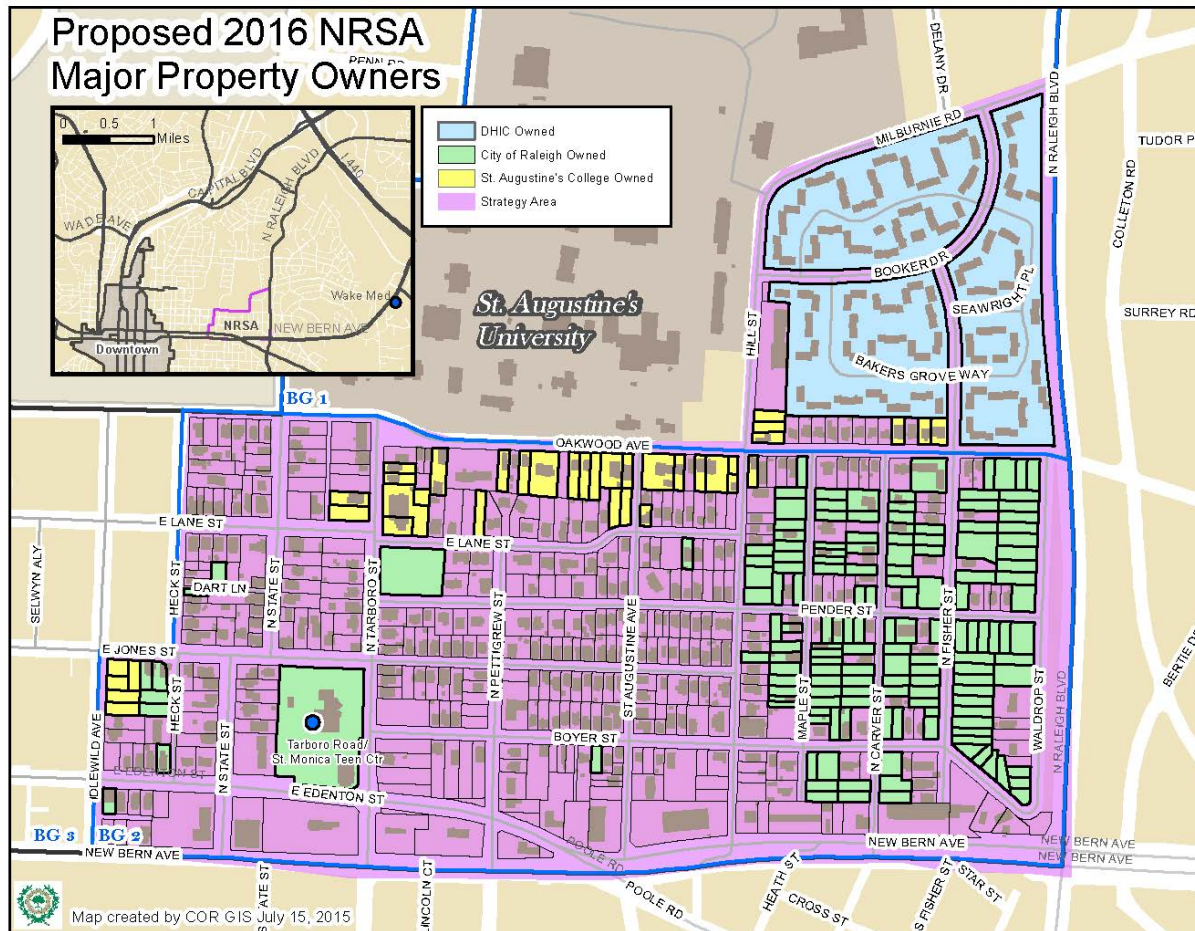 Proposed 2016 NRSA
Major Property Owners
0 0.5 1
Miles
CAPITAL BLVD
N RALEIGH BLVD
I 440
WADE AVE
Wake Med
NRSA
NEW BERN AVE
Downtown
DHIC Owned
City of Raleigh Owned
St. Augustine's College Owned
Strategy Area
PENN RD
DELANY DR
MILBURNIE RD
N RALEIGH BLVD
TUDOR P
COLLETON RD
BOOKER DR
SEAWRIGHT PL
SURREY RD
HILL ST
BAKERS GROVE WAY
St. Augustine's
University
BG 1
OAKWOOD AVE
E LANE ST
E LANE ST
SELWYN ALY
HECK ST
DART LN
N STATE ST
N TARBORO ST
N PETTIGREW ST
ST AUGUSTINE AVE
PENDER ST
N FISHER ST
E JONES ST
HECK ST
N STATE ST
IDLEWILD AVE
MAPLE ST
N CARVER ST
WALDROP ST
N RALEIGH BLVD
BERTIE DR
BOYER ST
Tarboro Road/
St. Monica Teen Ctr
E EDENTON ST
E EDENTON ST
BG 3
BG 2
NEW BERN AVE
POOLE RD
NEW BERN AVE
NEW BERN AVE
NEW BERN AVE
POOLE RD
HEATH ST
CROSS ST
S FISHER ST
STAR ST
S STATE ST
LINCOLN CT
Map created by COR GIS July 15, 2015